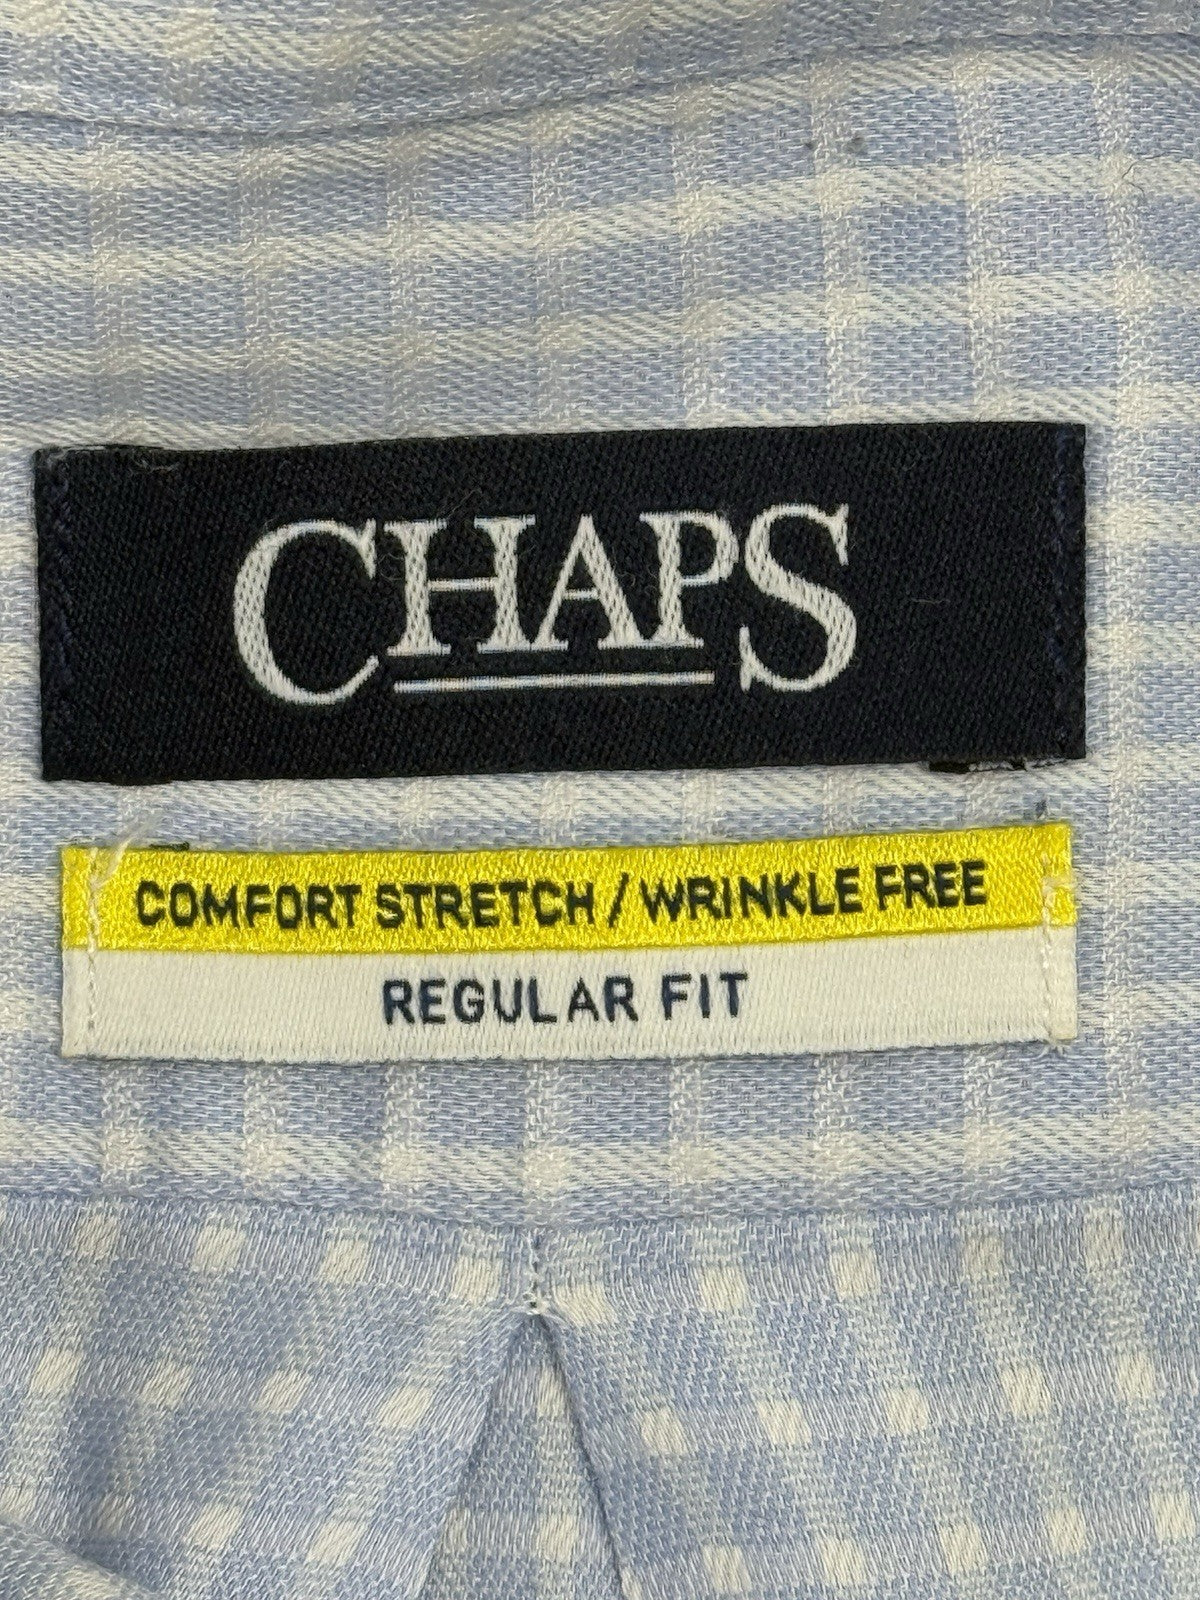 CHAPS
COMFORT STRETCH / WRINKLE FREE
REGULAR FIT